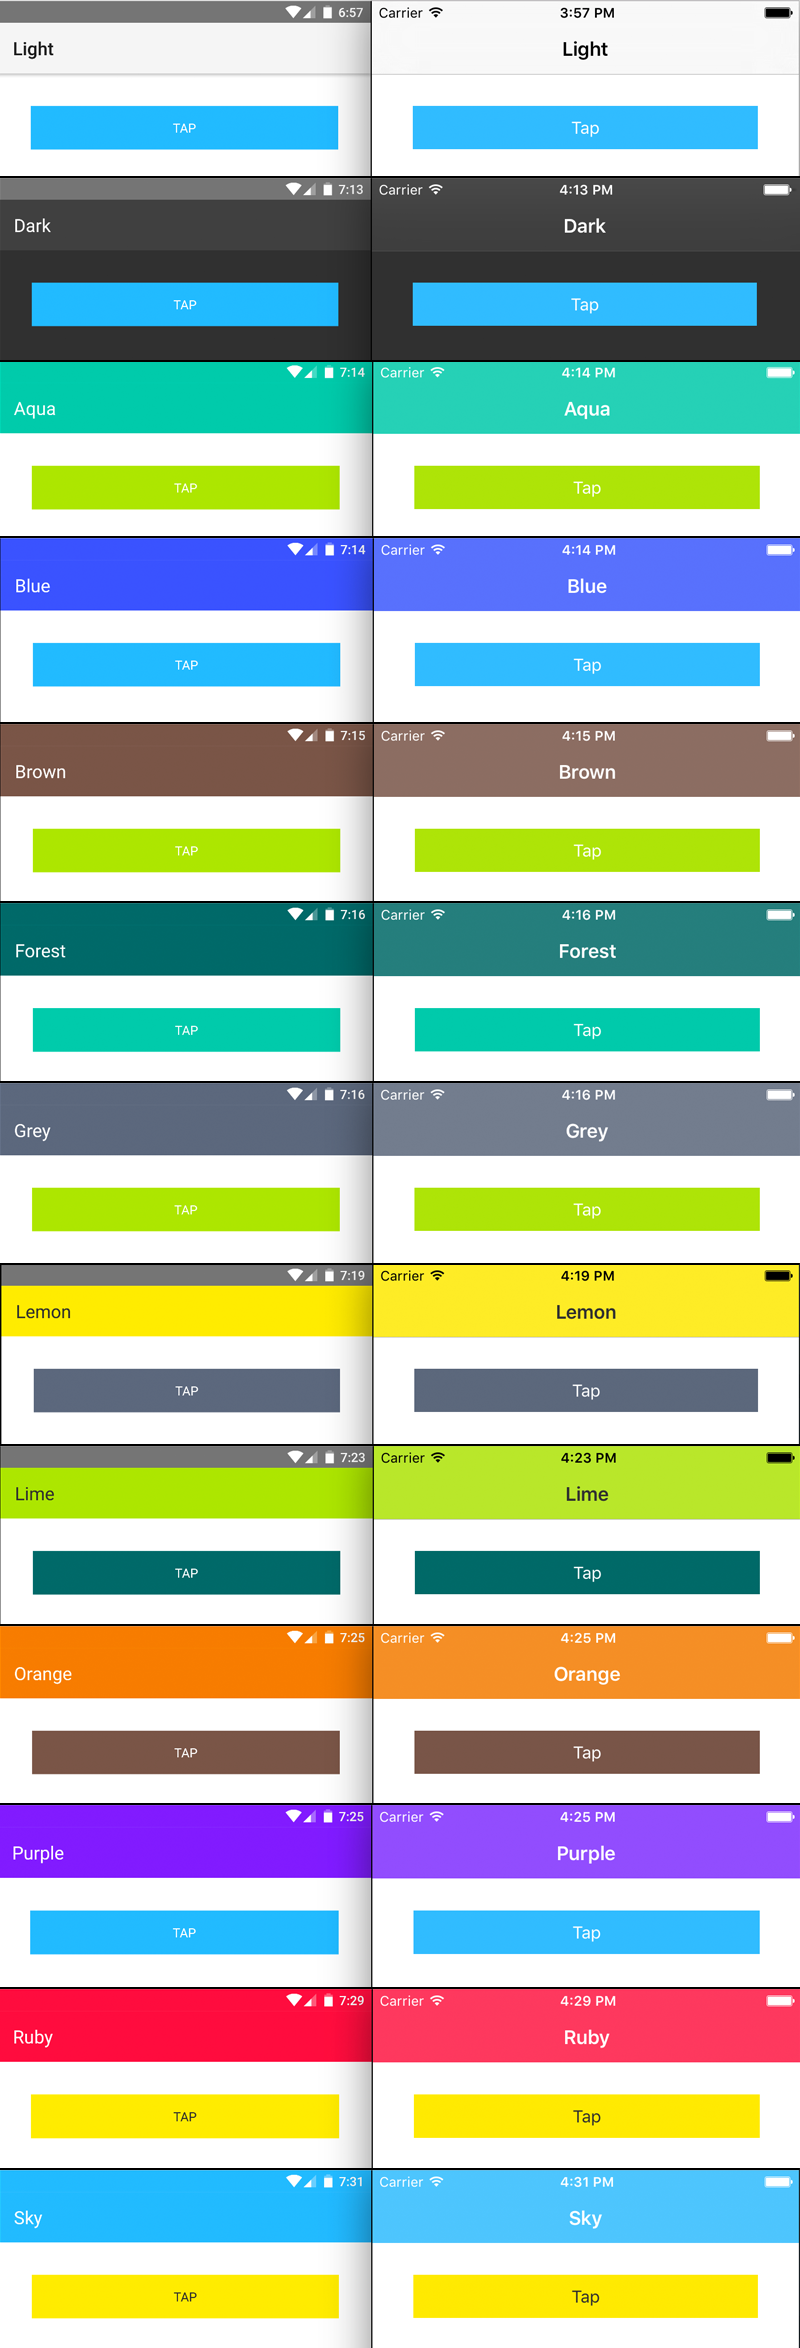 6:57 Carrier 3:57 PM
Light Light
TAP Tap
7:13 Carrier 4:13 PM
Dark Dark
TAP Tap
7:14 Carrier 4:14 PM
Aqua Aqua
TAP Tap
7:14 Carrier 4:14 PM
Blue Blue
TAP Tap
7:15 Carrier 4:15 PM
Brown Brown
TAP Tap
7:16 Carrier 4:16 PM
Forest Forest
TAP Tap
7:16 Carrier 4:16 PM
Grey Grey
TAP Tap
7:19 Carrier 4:19 PM
Lemon Lemon
TAP Tap
7:23 Carrier 4:23 PM
Lime Lime
TAP Tap
7:25 Carrier 4:25 PM
Orange Orange
TAP Tap
7:25 Carrier 4:25 PM
Purple Purple
TAP Tap
7:29 Carrier 4:29 PM
Ruby Ruby
TAP Tap
7:31 Carrier 4:31 PM
Sky Sky
TAP Tap